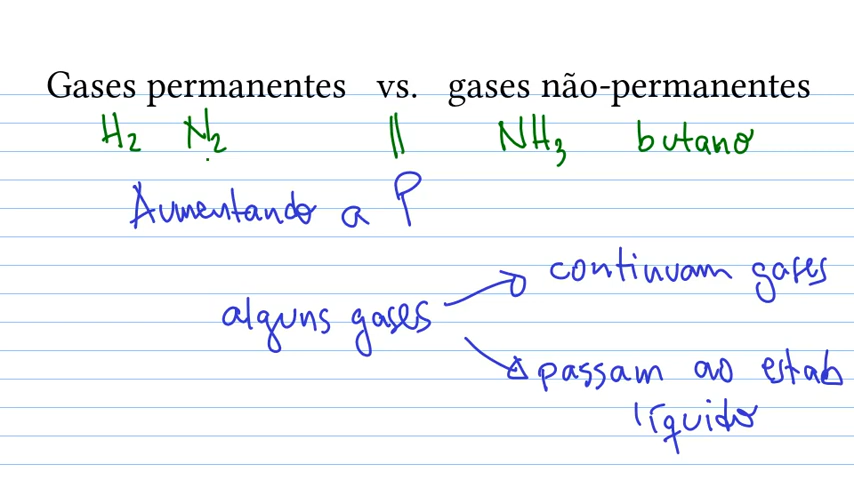 Gases permanentes vs. gases não-permanentes
H2 N2 || NH3 butano
Aumentando a P
continuam gases
alguns gases
passam ao estado
líquido